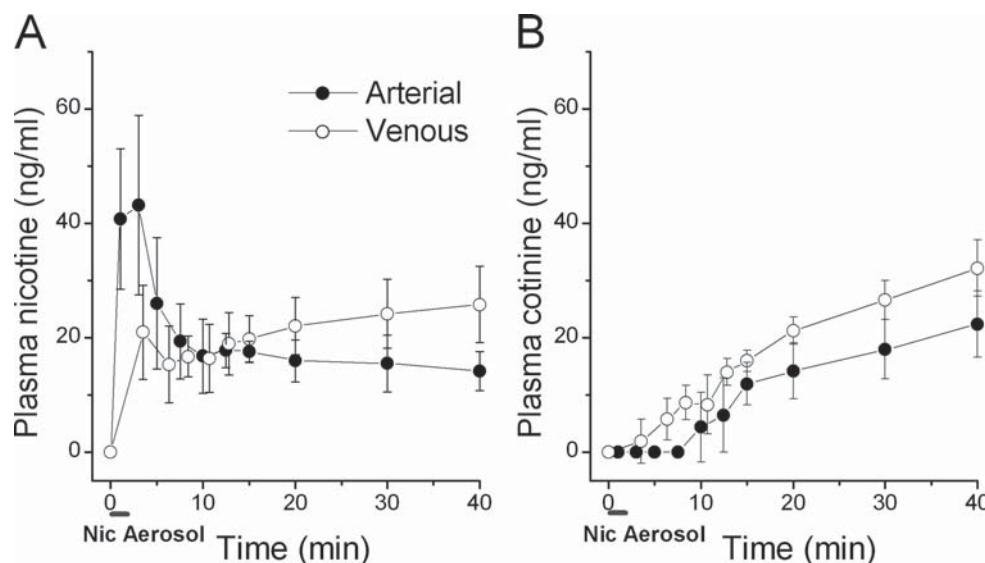 A
Arterial
Venous
Plasma nicotine (ng/ml)
60
40
20
0
0 10 20 30 40
Nic Aerosol
Time (min)
B
Plasma cotinine (ng/ml)
60
40
20
0
0 10 20 30 40
Nic Aerosol
Time (min)